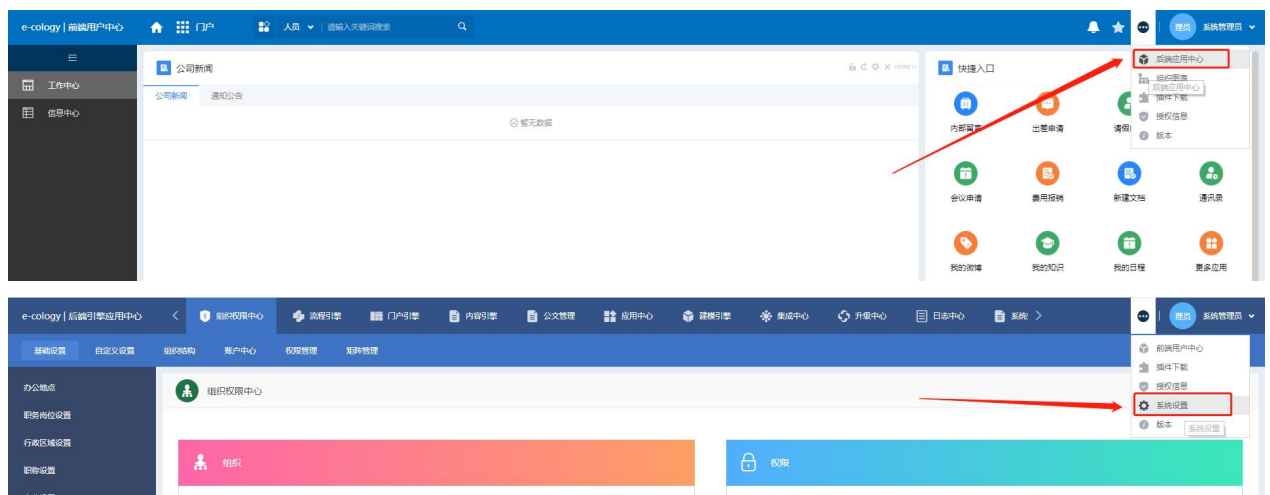 e-cology | 前端用户中心 门户 人员 请输入关键词搜索 理员 系统管理员
公司新闻 快捷入口 后端应用中心
组织图表
工作中心 公司新闻 通知公告 后端应用中心
插件下载
信息中心 暂无数据 授权信息
内部留言 出差申请 请假
版本
会议申请 费用报销 新建文档 通讯录
我的微博 我的知识 我的日程 更多应用
e-cology | 后端引擎应用中心 组织权限中心 流程引擎 门户引擎 内容引擎 公文管理 应用中心 建模引擎 集成中心 升级中心 日志中心 系统 理员 系统管理员
基础设置 自定义设置 组织结构 账户中心 权限管理 矩阵管理 前端用户中心
插件下载
办公地点 组织权限中心 授权信息
职务岗位设置 系统设置
版本 系统设置
行政区域设置
职称设置 组织 权限